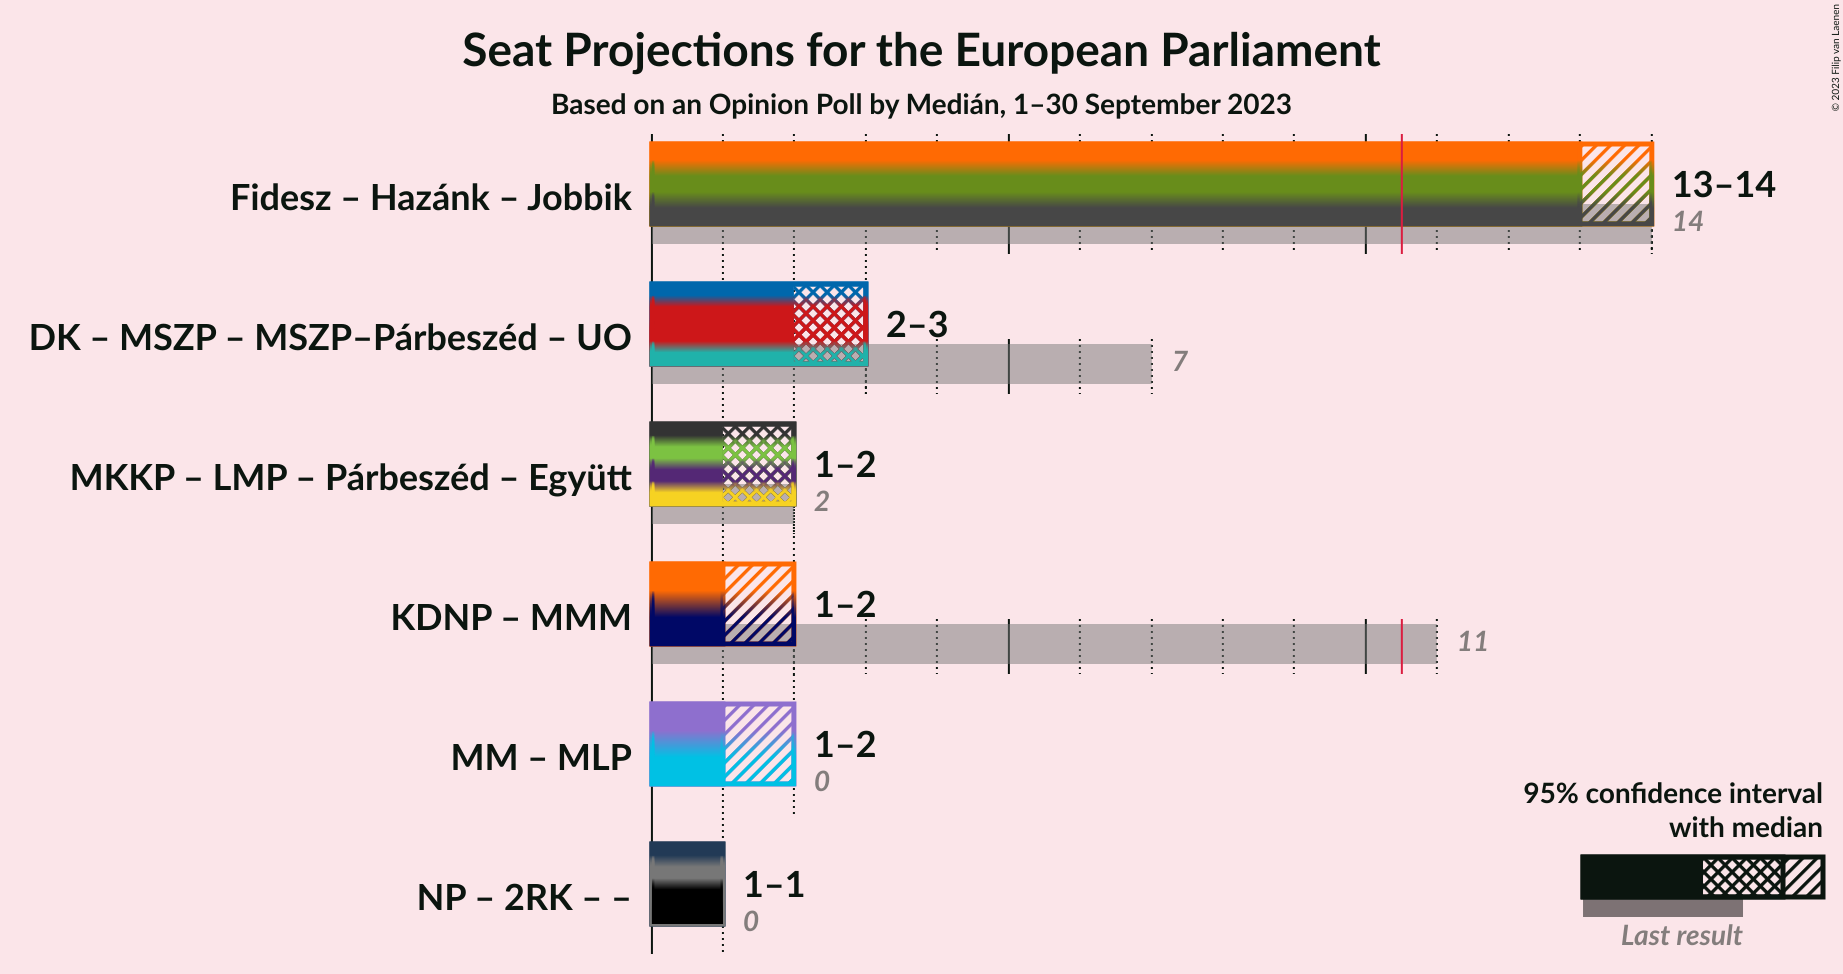 Seat Projections for the European Parliament
Based on an Opinion Poll by Medián, 1–30 September 2023
© 2023 Filip van Laenen
Fidesz – Hazánk – Jobbik
13–14
14
DK – MSZP – MSZP–Párbeszéd – UO
2–3
7
MKKP – LMP – Párbeszéd – Együtt
1–2
2
KDNP – MMM
1–2
11
MM – MLP
1–2
0
NP – 2RK – –
1–1
0
95% confidence interval
with median
Last result